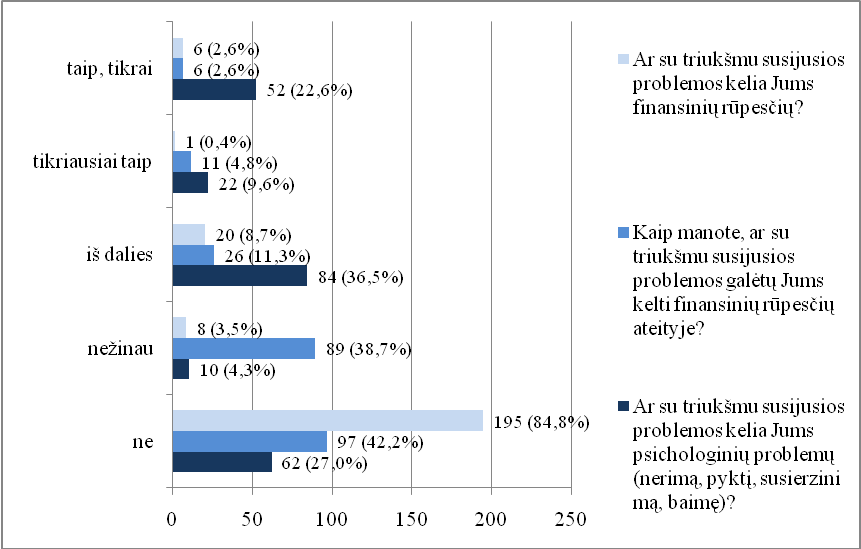 taip, tikrai
6 (2,6%)
6 (2,6%)
52 (22,6%)
tikriausiai taip
1 (0,4%)
11 (4,8%)
22 (9,6%)
iš dalies
20 (8,7%)
26 (11,3%)
84 (36,5%)
nežinau
8 (3,5%)
89 (38,7%)
10 (4,3%)
ne
195 (84,8%)
97 (42,2%)
62 (27,0%)
0 50 100 150 200 250
Ar su triukšmu susijusios
problemos kelia Jums
finansinių rūpesčių?
Kaip manote, ar su
triukšmu susijusios
problemos galėtų Jums
kelti finansinių rūpesčių
ateityje?
Ar su triukšmu susijusios
problemos kelia Jums
psichologinių problemų
(nerimą, pyktį, susierzini
mą, baimę)?